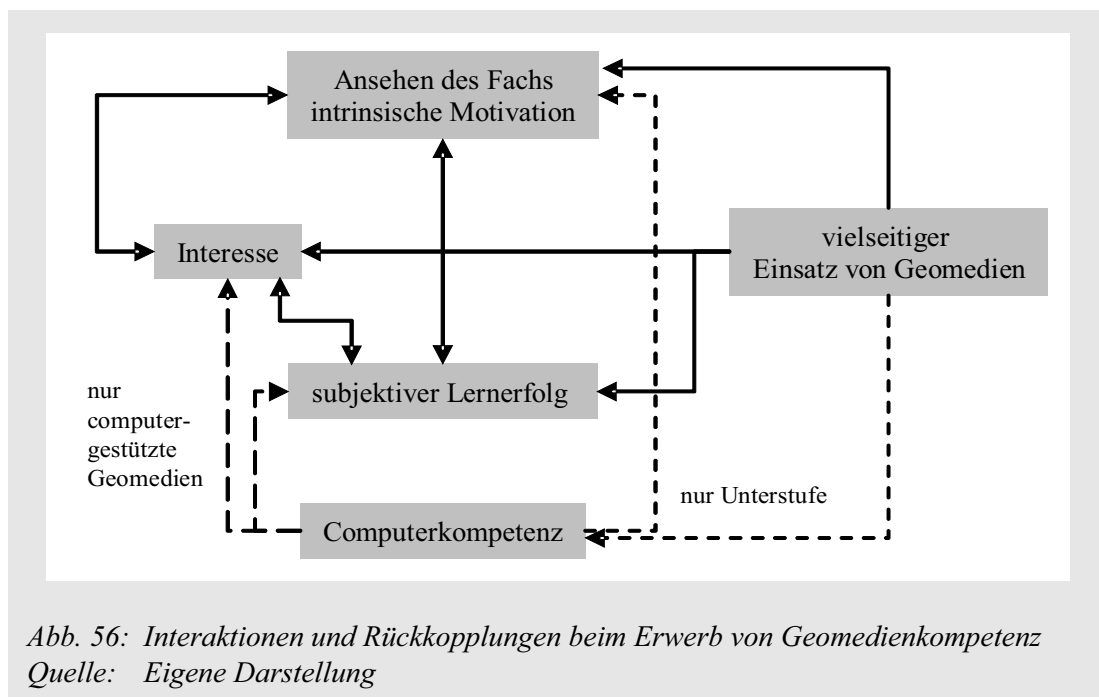 Ansehen des Fachs
intrinsische Motivation
vielseitiger
Einsatz von Geomedien
Interesse
subjektiver Lernerfolg
nur
computer-
gestützte
Geomedien
nur Unterstufe
Computerkompetenz
Abb. 56: Interaktionen und Rückkopplungen beim Erwerb von Geomedienkompetenz
Quelle: Eigene Darstellung